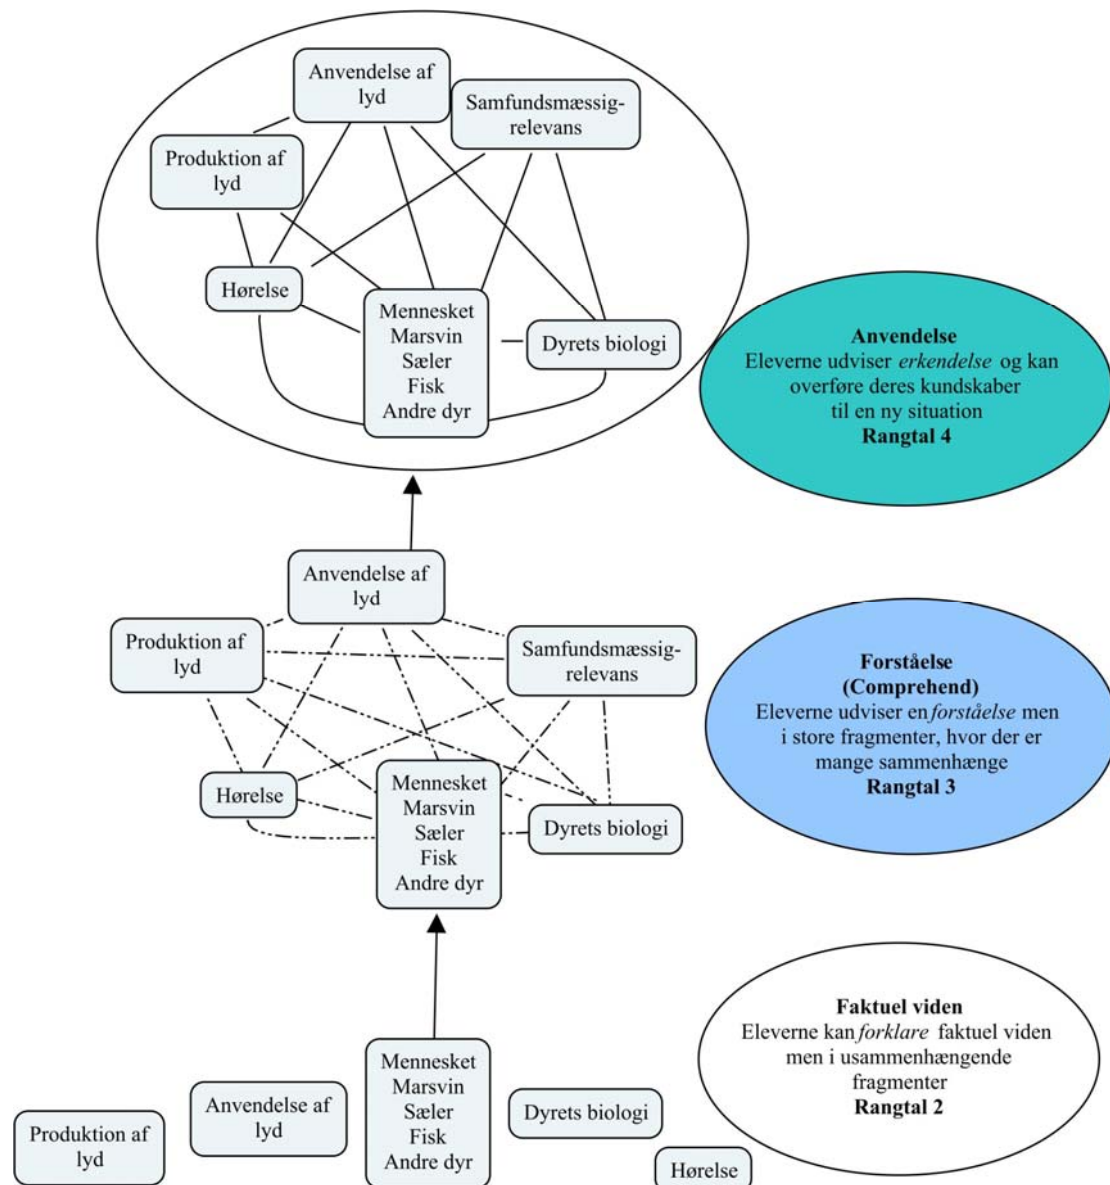 Anvendelse af
lyd
Samfundsmæssig-
relevans
Produktion af
lyd
Hørelse
Mennesket
Marsvin
Sæler
Fisk
Andre dyr
Dyrets biologi
Anvendelse
Eleverne udviser erkendelse og kan
overføre deres kundskaber
til en ny situation
Rangtal 4
Anvendelse af
lyd
Produktion af
lyd
Samfundsmæssig-
relevans
Hørelse
Mennesket
Marsvin
Sæler
Fisk
Andre dyr
Dyrets biologi
Forståelse
(Comprehend)
Eleverne udviser en forståelse men
i store fragmenter, hvor der er
mange sammenhænge
Rangtal 3
Produktion af
lyd
Anvendelse af
lyd
Mennesket
Marsvin
Sæler
Fisk
Andre dyr
Dyrets biologi
Hørelse
Faktuel viden
Eleverne kan forklare faktuel viden
men i usammenhængende
fragmenter
Rangtal 2